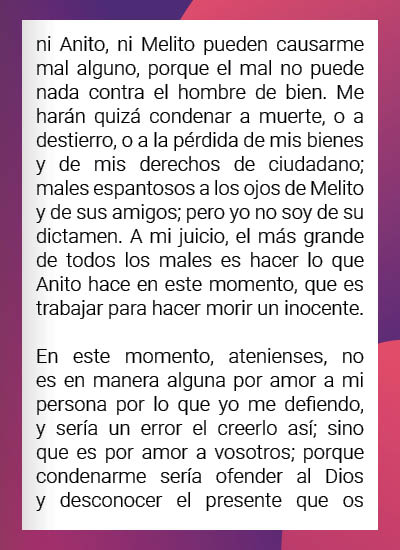 ni Anito, ni Melito pueden causarme
mal alguno, porque el mal no puede
nada contra el hombre de bien. Me
harán quizá condenar a muerte, o a
destierro, o a la pérdida de mis bienes
y de mis derechos de ciudadano;
males espantosos a los ojos de Melito
y de sus amigos; pero yo no soy de su
dictamen. A mi juicio, el más grande
de todos los males es hacer lo que
Anito hace en este momento, que es
trabajar para hacer morir un inocente.
En este momento, atenienses, no
es en manera alguna por amor a mi
persona por lo que yo me defiendo,
y sería un error el creerlo así; sino
que es por amor a vosotros; porque
condenarme sería ofender al Dios
y desconocer el presente que os